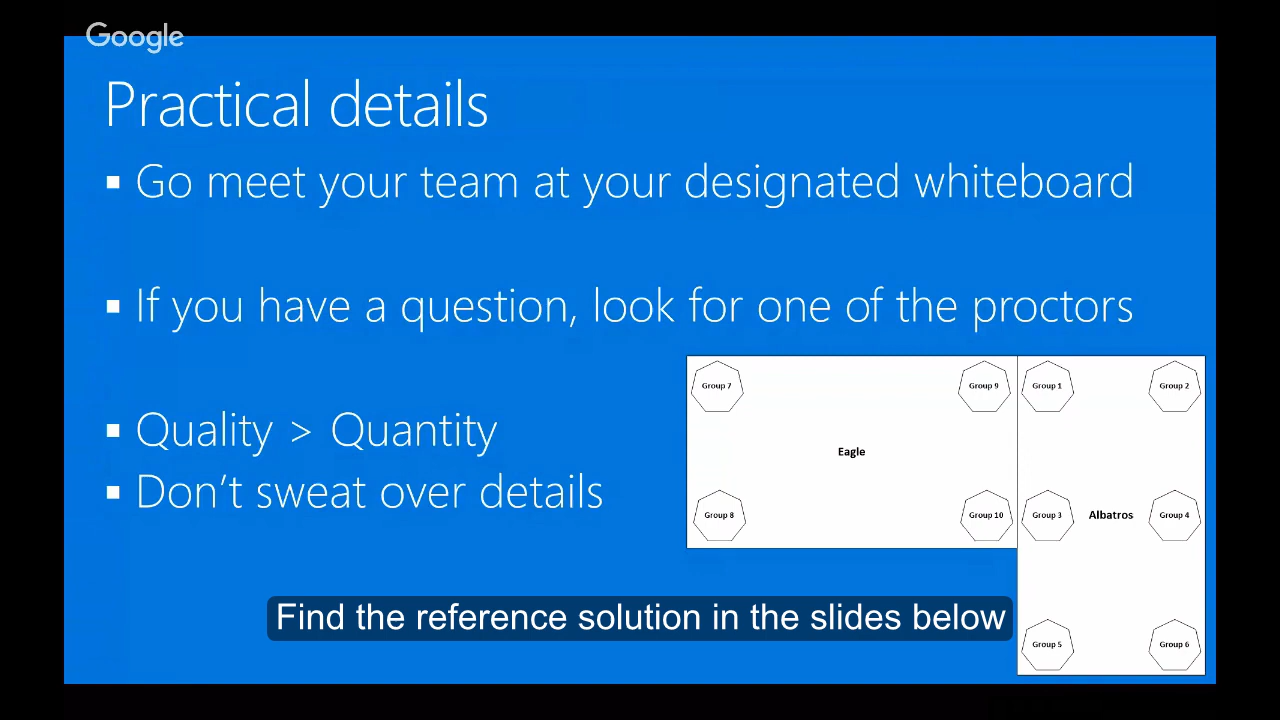 Google
Practical details
▪ Go meet your team at your designated whiteboard
▪ If you have a question, look for one of the proctors
▪ Quality > Quantity
▪ Don't sweat over details
Group 7
Group 9
Group 1
Group 2
Eagle
Group 8
Group 10
Group 3
Albatros
Group 4
Group 5
Group 6
Find the reference solution in the slides below